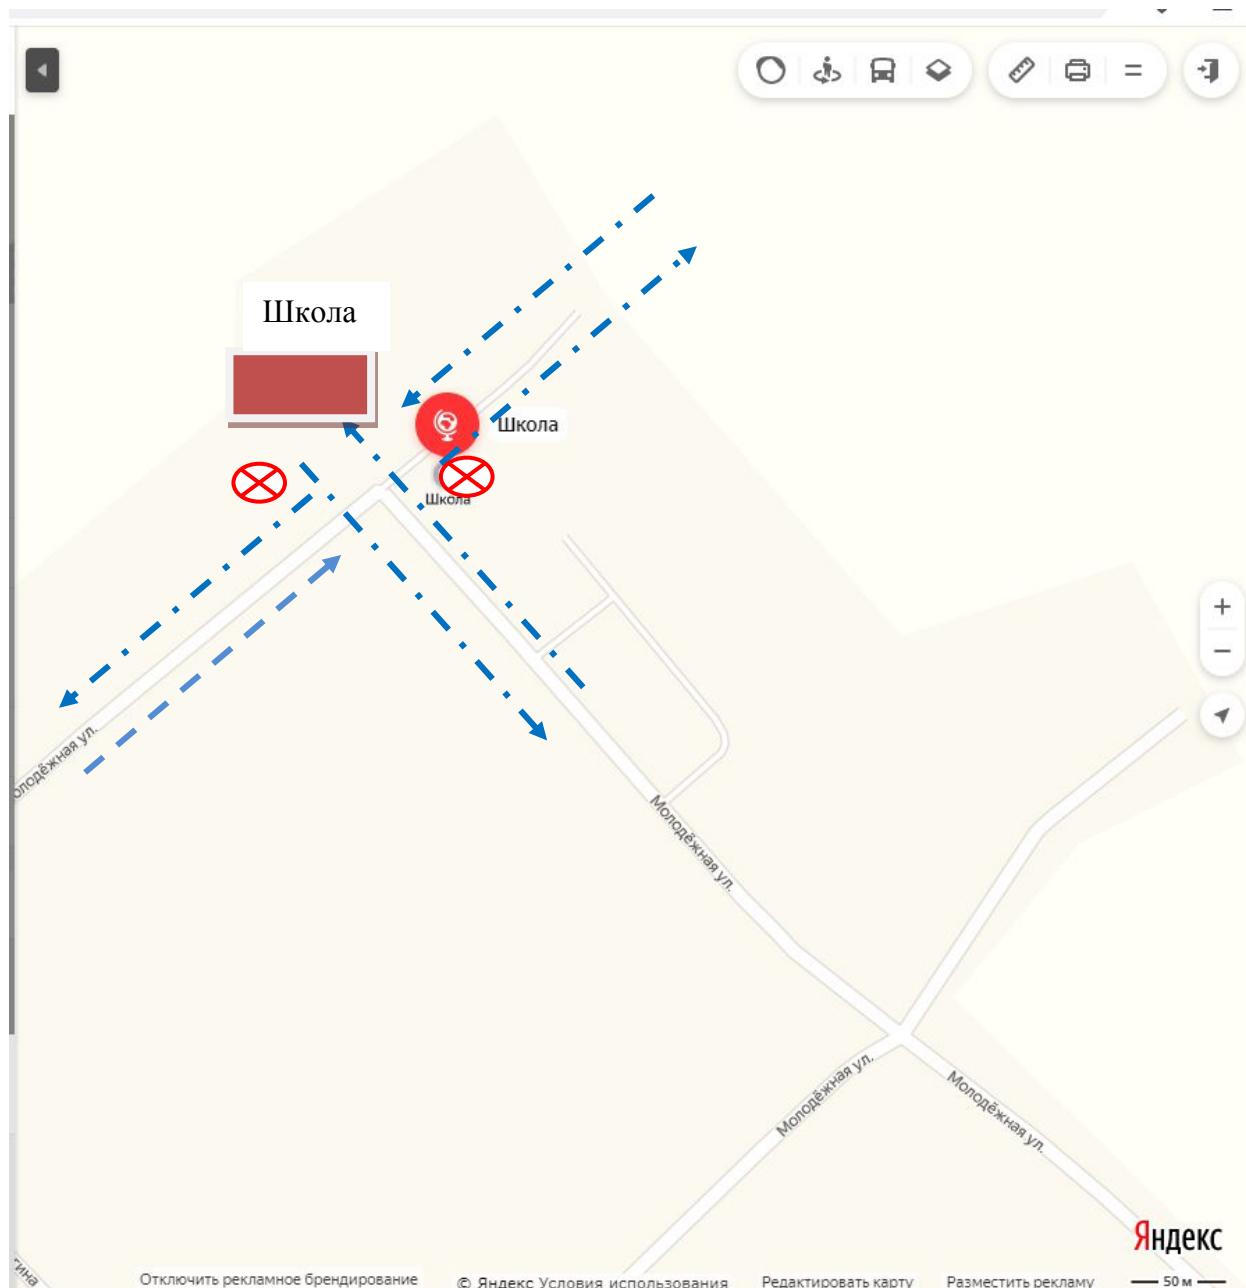 Школа
Школа
Школа
олодёжная ул.
Молодёжная ул.
Молодёжная ул.
Молодёжная ул.
Яндекс
гина
Отключить рекламное брендирование
© Яндекс Условия использования
Редактировать карту
Разместить рекламу
50 м